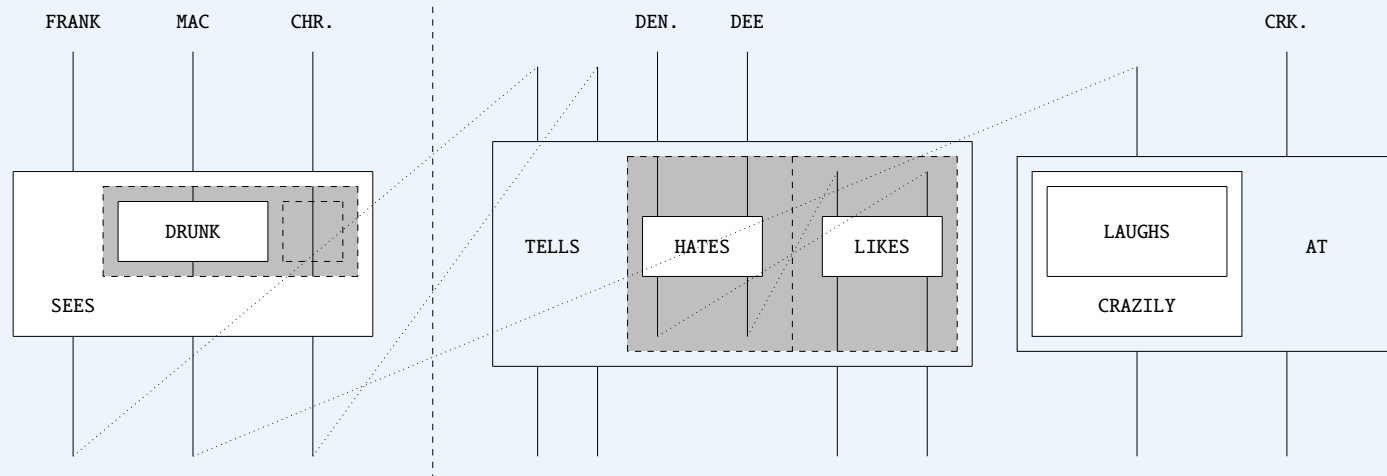 FRANK MAC CHR. DEN. DEE CRK.
DRUNK LAUGHS
TELLS HATES LIKES AT
SEES CRAZILY